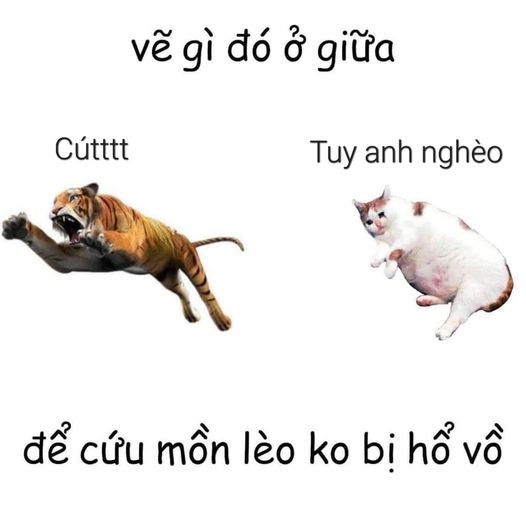 vẽ gì đó ở giữa
Cútttt
Tuy anh nghèo
để cứu mồn lèo ko bị hổ vồ